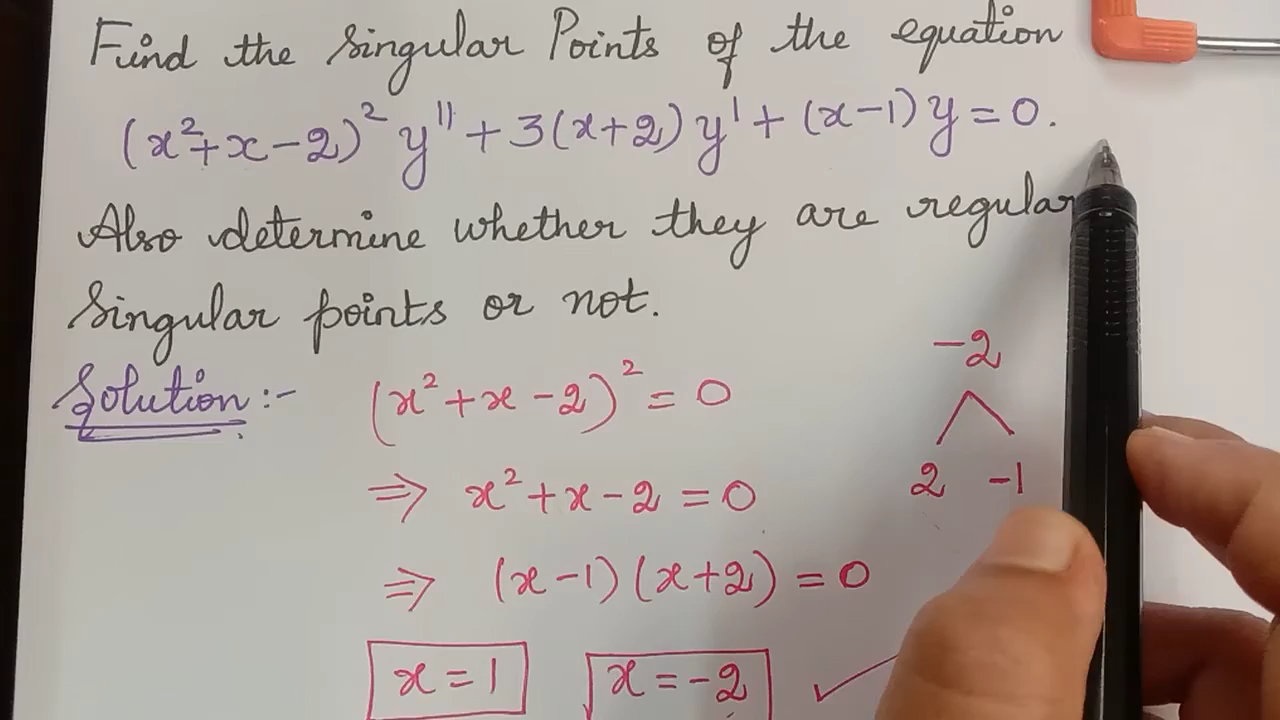 Find the Singular Points of the equation
(x²+x-2)² y'' + 3(x+2) y' + (x-1) y = 0.
Also determine whether they are regular
Singular points or not.
Solution :- (x² + x - 2)² = 0
-2
⇒ x² + x - 2 = 0
2 -1
⇒ (x-1) (x+2) = 0
x = 1 x = -2 ✓